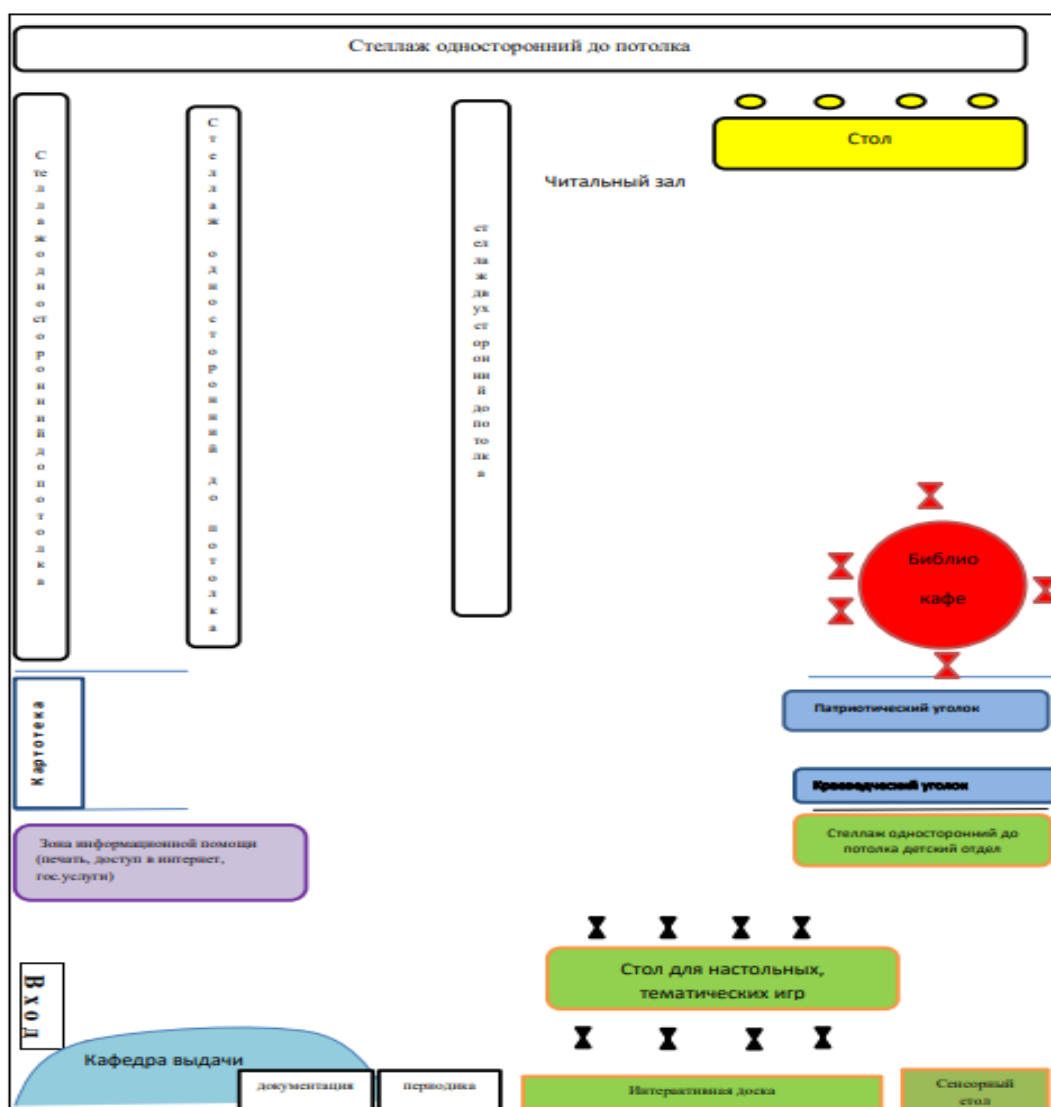 Стеллаж односторонний до потолка
Стеллаж односторонний до потолка
Стеллаж односторонний до потолка
стеллаж двухсторонний до потолка
Стол
Читальный зал
Библио
кафе
Картотека
Патриотический уголок
Краеведческий уголок
Зона информационной помощи
(печать, доступ в интернет,
гос.услуги)
Стеллаж односторонний до
потолка детский отдел
Стол для настольных,
тематических игр
Вход
Кафедра выдачи
документация
периодика
Интерактивная доска
Сенсорный
стол